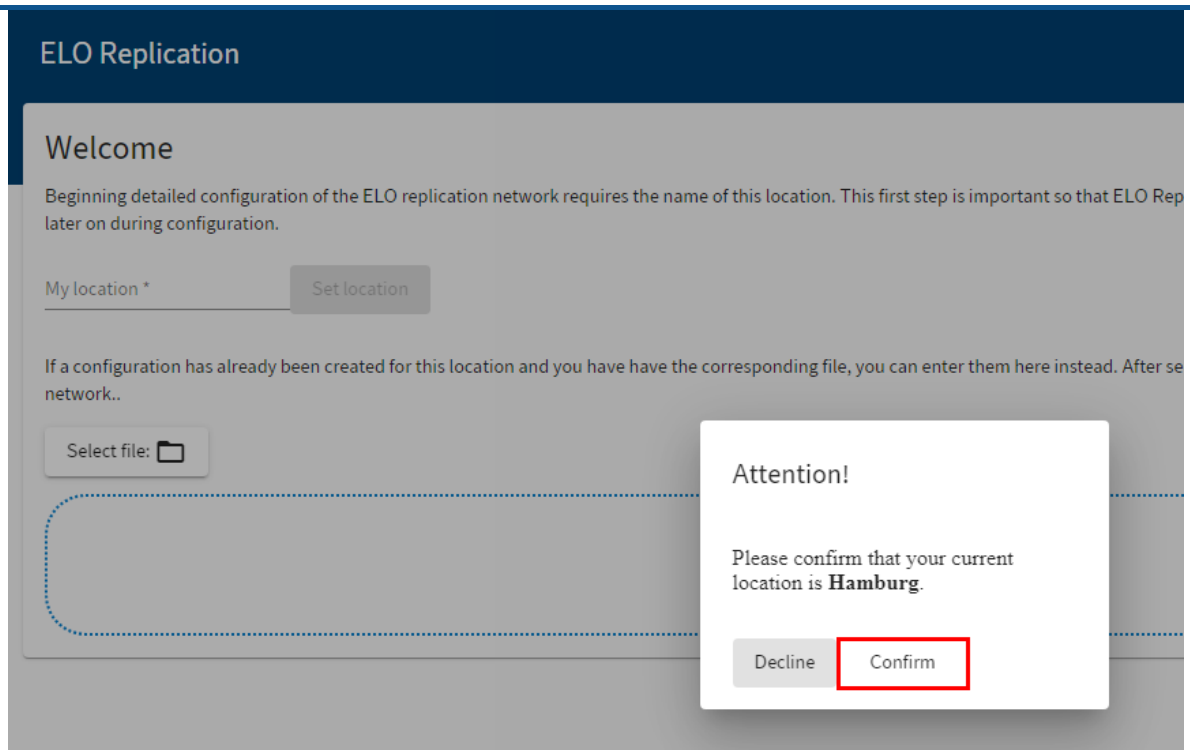 ELO Replication
Welcome
Beginning detailed configuration of the ELO replication network requires the name of this location. This first step is important so that ELO Rep
later on during configuration.
My location *
Set location
If a configuration has already been created for this location and you have have the corresponding file, you can enter them here instead. After se
network..
Select file:
Attention!
Please confirm that your current
location is Hamburg.
Decline
Confirm